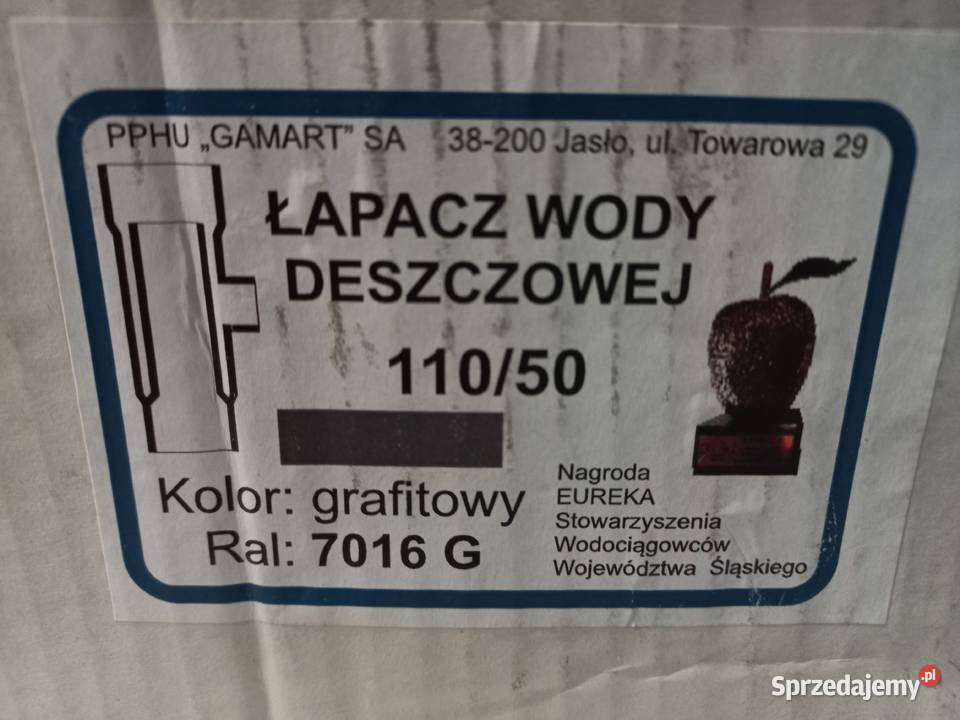 PPHU „GAMART” SA 38-200 Jasło, ul. Towarowa 29
ŁAPACZ WODY
DESZCZOWEJ
110/50
Kolor: grafitowy
Ral: 7016 G
Nagroda
EUREKA
Stowarzyszenia
Wodociągowców
Województwa Śląskiego
Sprzedajemy.pl